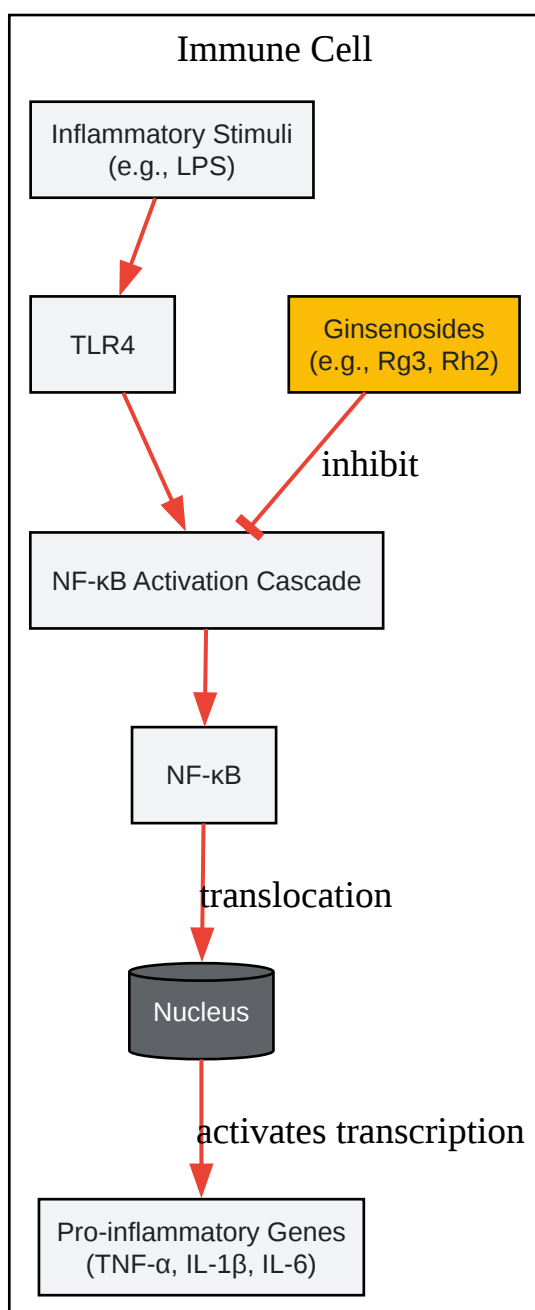 Immune Cell
Inflammatory Stimuli
(e.g., LPS)
TLR4
Ginsenosides
(e.g., Rg3, Rh2)
inhibit
NF-κB Activation Cascade
NF-κB
translocation
Nucleus
activates transcription
Pro-inflammatory Genes
(TNF-α, IL-1β, IL-6)